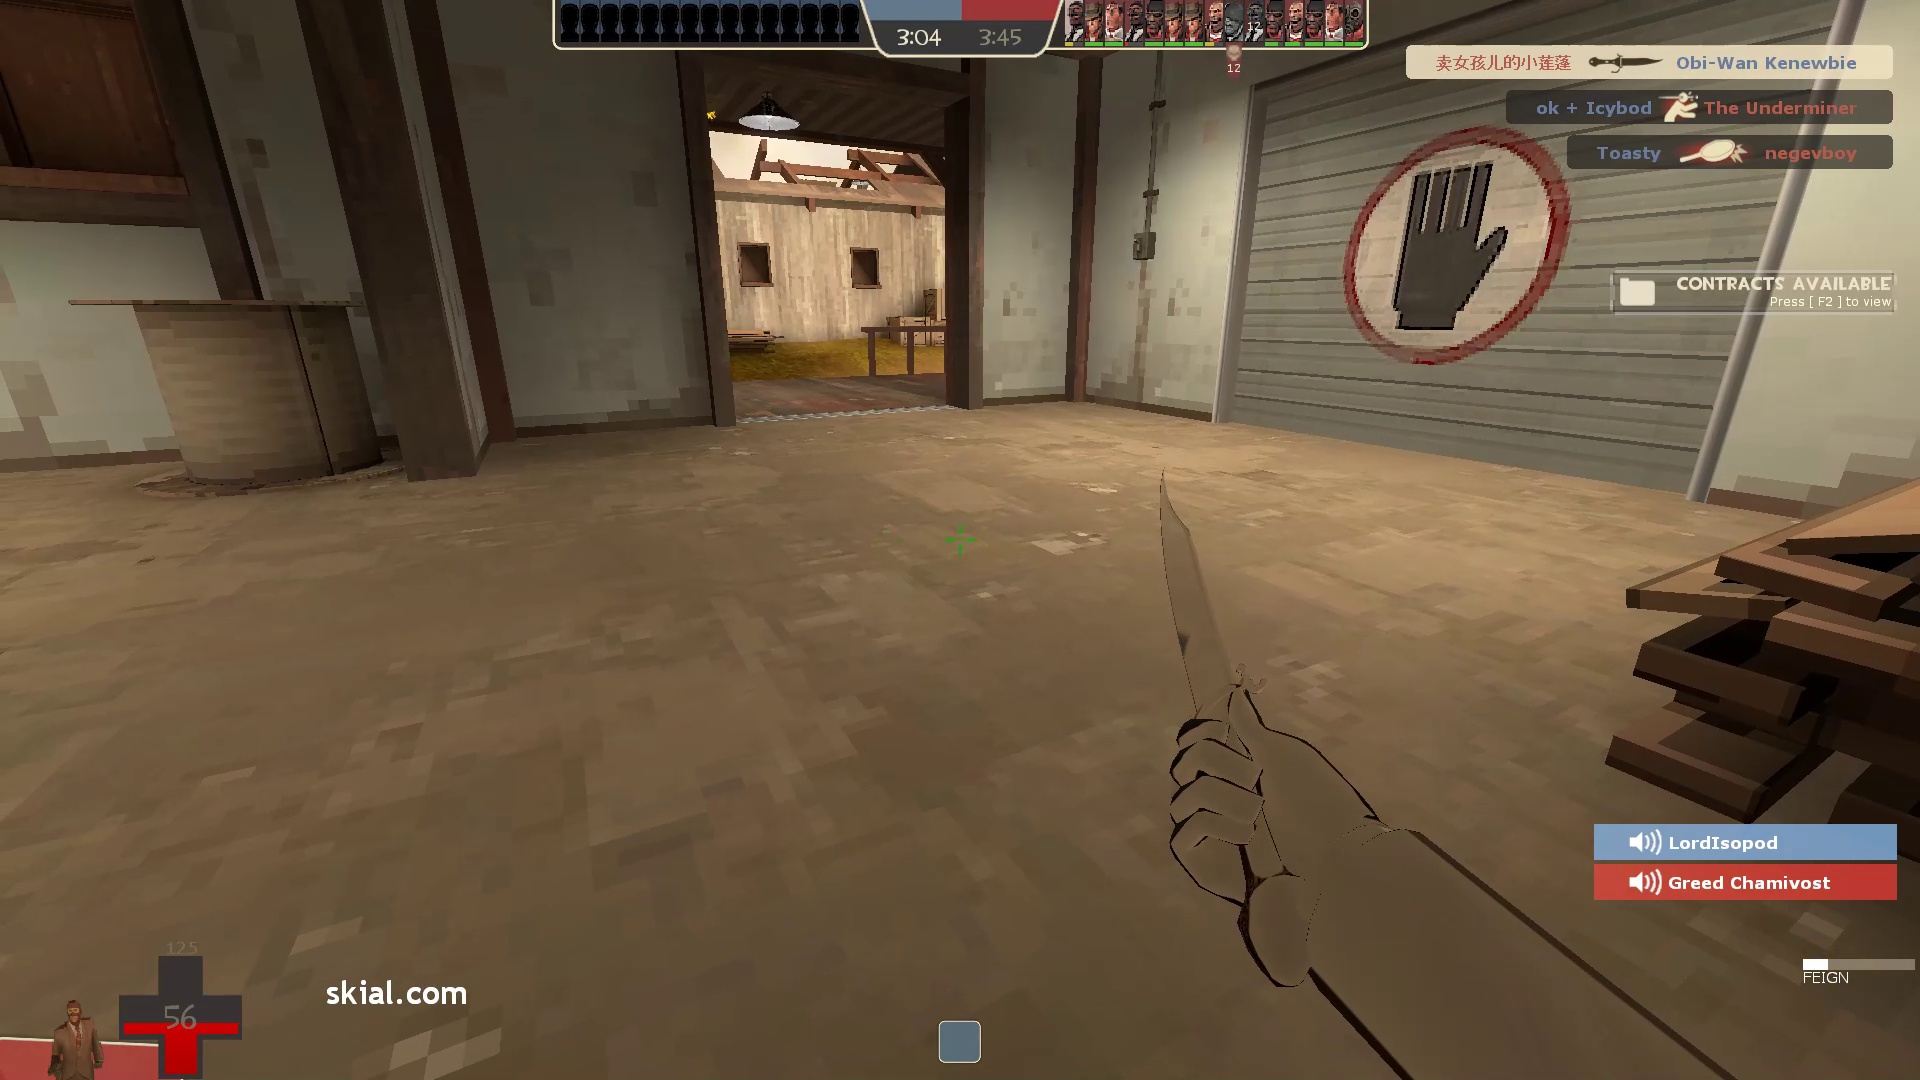 3:04 3:45
12
12
卖女孩儿的小莲蓬 Obi-Wan Kenewbie
ok + Icybod The Underminer
Toasty negevboy
CONTRACTS AVAILABLE
Press [ F2 ] to view
LordIsopod
Greed Chamivost
FEIGN
125
56
skial.com